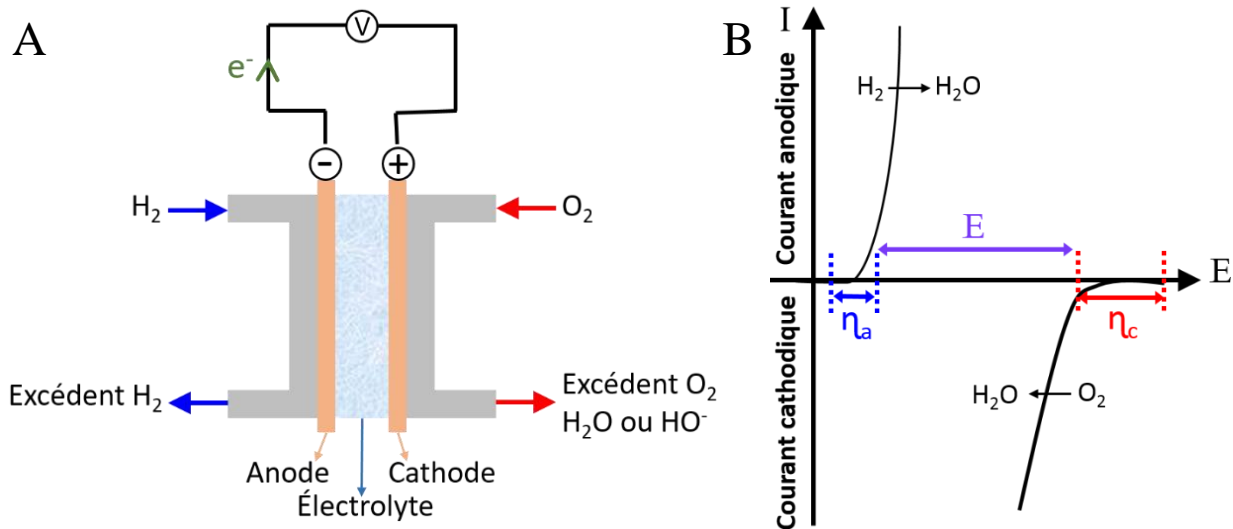 A
V
e-
−
+
H₂
O₂
Excédent H₂
Excédent O₂
H₂O ou HO-
Anode
Cathode
Électrolyte
B
I
Courant anodique
H₂ → H₂O
E
E
ηa
ηc
Courant cathodique
H₂O ← O₂